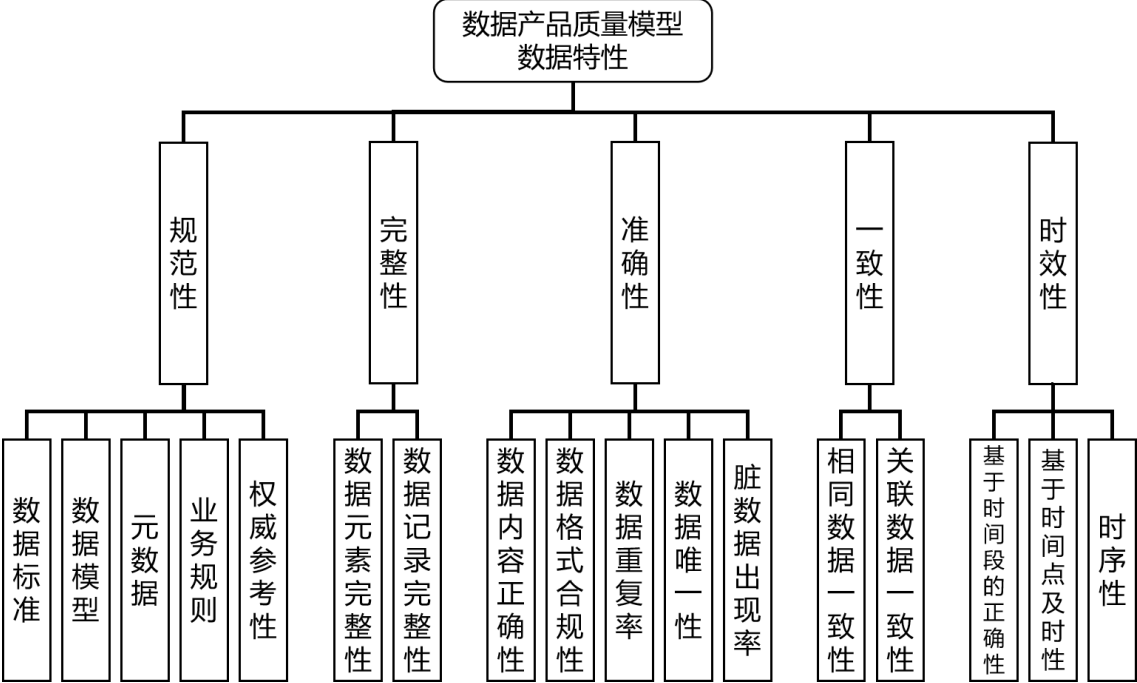 数据产品质量模型
数据特性
规范性
完整性
准确性
一致性
时效性
数据标准
数据模型
元数据
业务规则
权威参考性
数据元素完整性
数据记录完整性
数据内容正确性
数据格式合规性
数据重复率
数据唯一性
脏数据出现率
相同数据一致性
关联数据一致性
基于时间段的正确性
基于时间点及时性
时序性